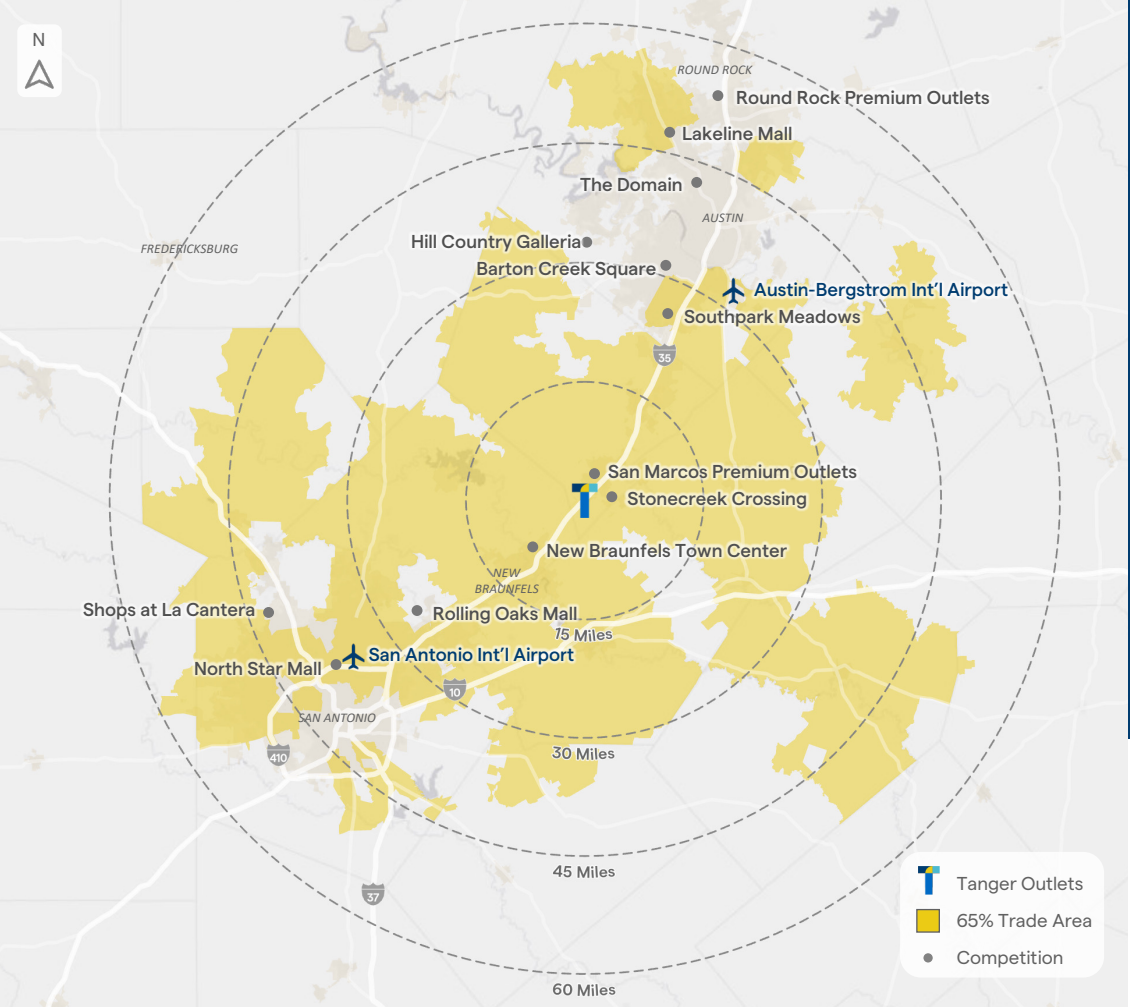 N
ROUND ROCK
Round Rock Premium Outlets
Lakeline Mall
The Domain
AUSTIN
Hill Country Galleria
FREDERICKSBURG
Barton Creek Square
Austin-Bergstrom Int'l Airport
Southpark Meadows
35
San Marcos Premium Outlets
Stonecreek Crossing
New Braunfels Town Center
NEW
BRAUNFELS
Shops at La Cantera
Rolling Oaks Mall
15 Miles
San Antonio Int'l Airport
North Star Mall
10
SAN ANTONIO
410
30 Miles
45 Miles
37
60 Miles
Tanger Outlets
65% Trade Area
Competition